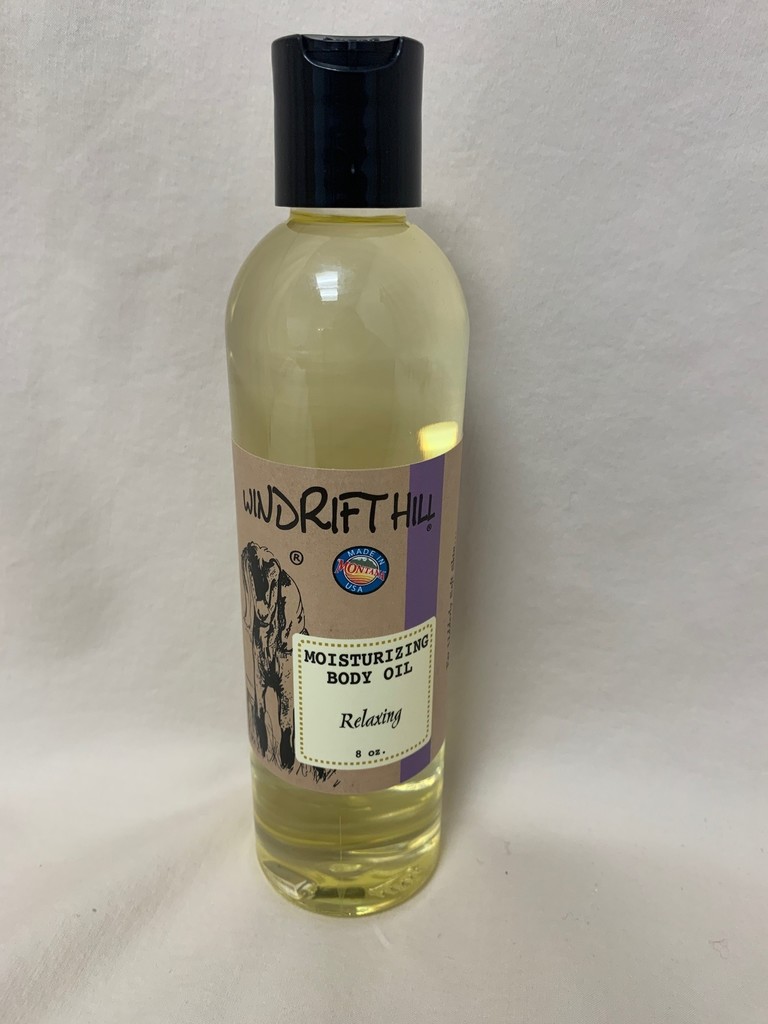 WINDRIFT HILL
®
®
MADE IN
MONTANA
USA
MOISTURIZING
BODY OIL
Relaxing
8 oz.